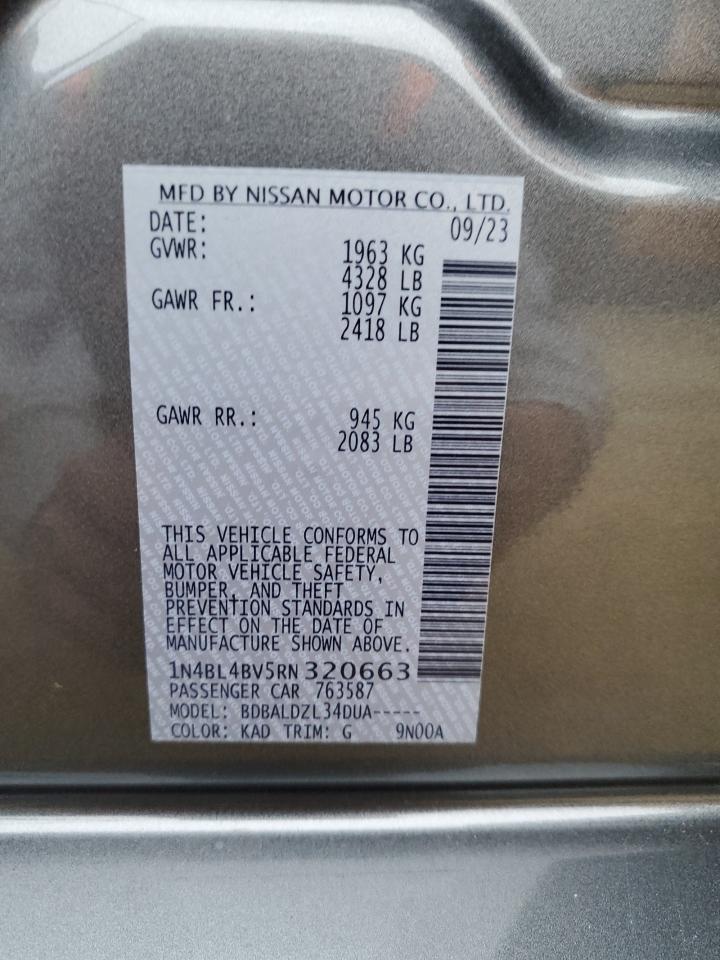 MFD BY NISSAN MOTOR CO., LTD.
DATE: 09/23
GVWR: 1963 KG
4328 LB
GAWR FR.: 1097 KG
2418 LB
GAWR RR.: 945 KG
2083 LB
THIS VEHICLE CONFORMS TO
ALL APPLICABLE FEDERAL
MOTOR VEHICLE SAFETY,
BUMPER, AND THEFT
PREVENTION STANDARDS IN
EFFECT ON THE DATE OF
MANUFACTURE SHOWN ABOVE.
1N4BL4BV5RN320663
PASSENGER CAR 763587
MODEL: BDBALDZL34DUA-----
COLOR: KAD TRIM: G 9N00A